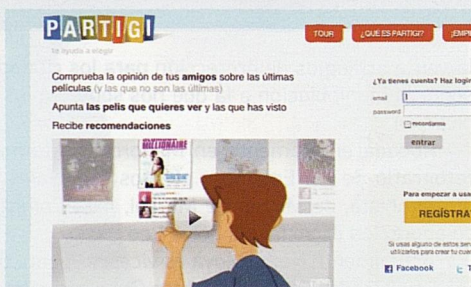 PARTIGI
te ayuda a elegir
TOUR
¿QUÉ ES PARTIGI?
Comprueba la opinión de tus amigos sobre las últimas
películas (y las que no son las últimas)
Apunta las pelis que quieres ver y las que has visto
Recibe recomendaciones
MILLIONAIRE
¿Ya tienes cuenta? Haz login
email
password
recordarme
entrar
Para empezar a usa
REGÍSTRA
Si usas alguno de estos ser
utilízalos para crear tu cuen
Facebook
T